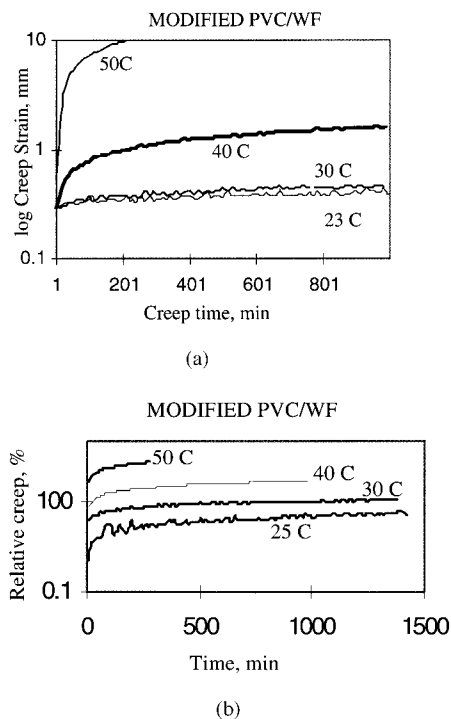 MODIFIED PVC/WF
10
50C
log Creep Strain, mm
1
40 C
30 C
23 C
0.1
1 201 401 601 801
Creep time, min
(a)
MODIFIED PVC/WF
50 C
40 C
Relative creep, %
100
30 C
25 C
0.1
0 500 1000 1500
Time, min
(b)